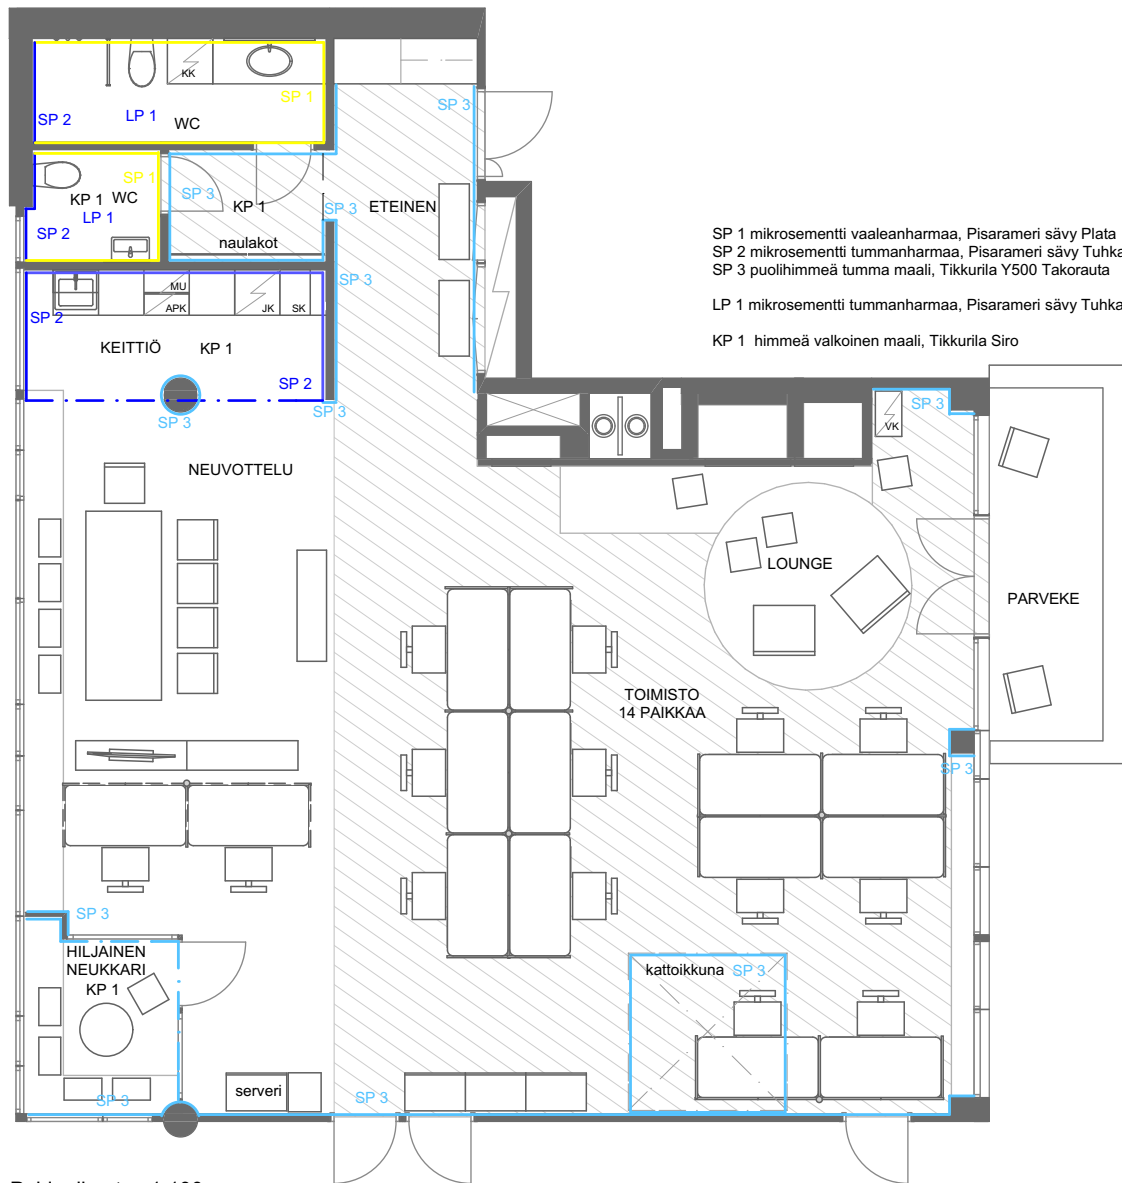 KK
SP 1
SP 3
SP 2
LP 1
WC
SP 1
KP 1
WC
SP 3
KP 1
LP 1
SP 3
ETEINEN
SP 2
naulakot
SP 1 mikrosementti vaaleanharmaa, Pisarameri sävy Plata
SP 2 mikrosementti tummanharmaa, Pisarameri sävy Tuhka
SP 3 puolihimmeä tumma maali, Tikkurila Y500 Takorauta
LP 1 mikrosementti tummanharmaa, Pisarameri sävy Tuhka
KP 1 himmeä valkoinen maali, Tikkurila Siro
SP 3
MU
APK
JK
SK
SP 2
KEITTIÖ
KP 1
SP 2
SP 3
SP 3
SP 3
VK
NEUVOTTELU
LOUNGE
PARVEKE
TOIMISTO
14 PAIKKAA
SP 3
SP 3
HILJAINEN
NEUKKARI
KP 1
kattoikkuna
SP 3
serveri
SP 3
SP 3